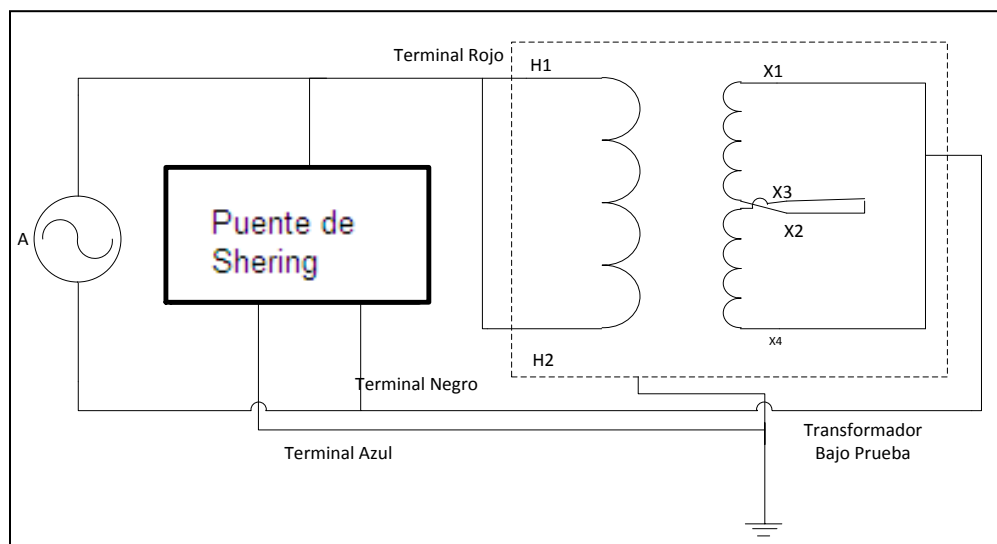 Terminal Rojo
H1
X1
Puente de
Shering
A
X3
X2
X4
H2
Terminal Negro
Terminal Azul
Transformador
Bajo Prueba